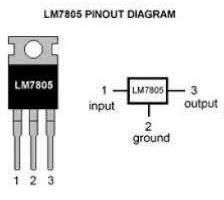 LM7805 PINOUT DIAGRAM
LM7805
1 2 3
1
input
LM7805
3
output
2
ground